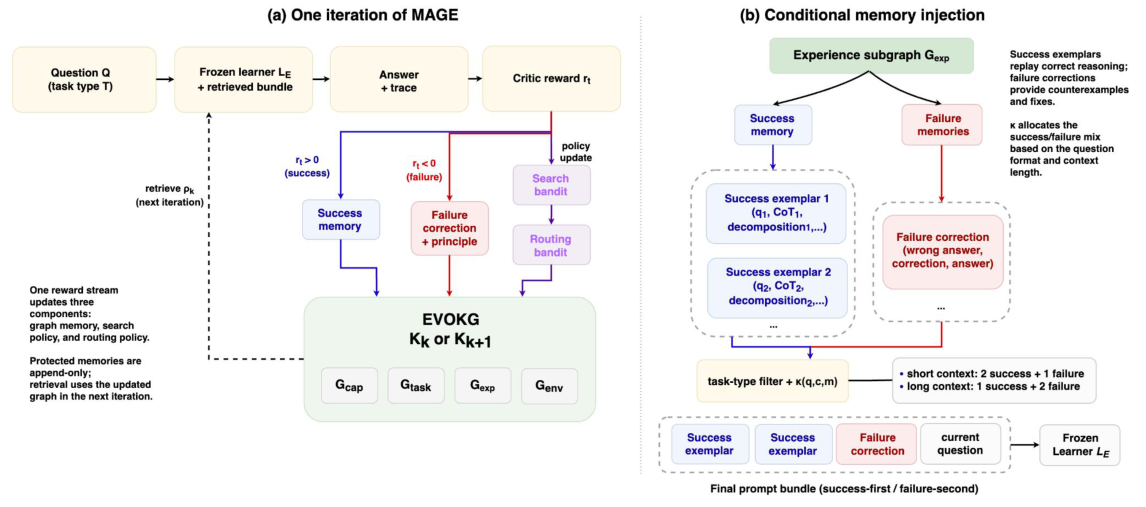 (a) One iteration of MAGE
Question Q
(task type T)
Frozen learner L_E
+ retrieved bundle
Answer
+ trace
Critic reward r_t
r_t > 0
(success)
r_t < 0
(failure)
policy
update
Search
bandit
Routing
bandit
retrieve ρ_k
(next iteration)
Success
memory
Failure
correction
+ principle
One reward stream
updates three
components:
graph memory, search
policy, and routing policy.
Protected memories are
append-only;
retrieval uses the updated
graph in the next iteration.
EVOKG
K_k or K_{k+1}
G_cap
G_task
G_exp
G_env
(b) Conditional memory injection
Experience subgraph G_exp
Success exemplars
replay correct reasoning;
failure corrections
provide counterexamples
and fixes.
κ allocates the
success/failure mix
based on the question
format and context
length.
Success
memory
Failure
memories
Success exemplar 1
(q_1, CoT_1,
decomposition_1,...)
Success exemplar 2
(q_2, CoT_2,
decomposition_2,...)
...
Failure correction
(wrong answer,
correction, answer)
...
task-type filter + κ(q,c,m)
• short context: 2 success + 1 failure
• long context: 1 success + 2 failure
Success
exemplar
Success
exemplar
Failure
correction
current
question
Frozen
Learner L_E
Final prompt bundle (success-first / failure-second)